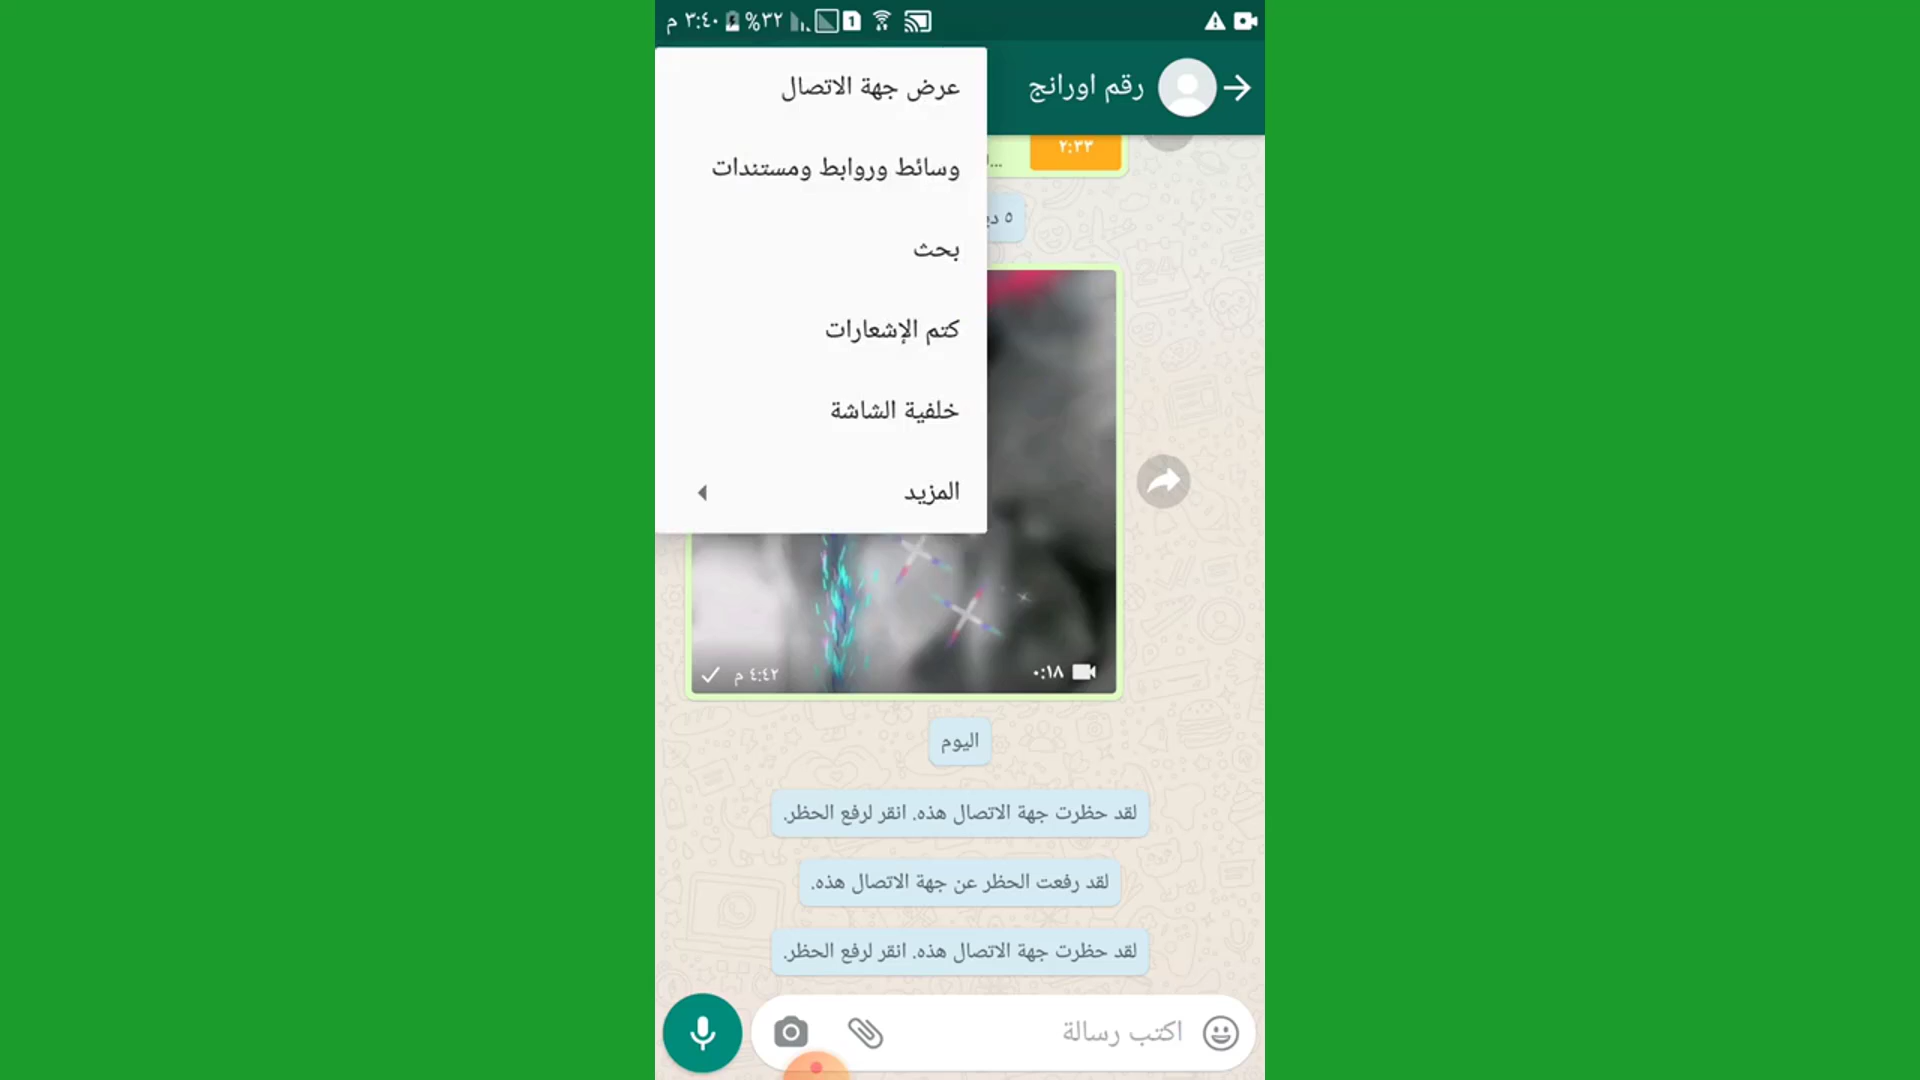 ٣:٤٠ م
%٣٢
1
رقم اورانج
عرض جهة الاتصال
وسائط وروابط ومستندات
بحث
كتم الإشعارات
خلفية الشاشة
المزيد
٢:٣٣
...
٥
٤:٤٢ م
٠:١٨
اليوم
لقد حظرت جهة الاتصال هذه. انقر لرفع الحظر.
لقد رفعت الحظر عن جهة الاتصال هذه.
لقد حظرت جهة الاتصال هذه. انقر لرفع الحظر.
اكتب رسالة